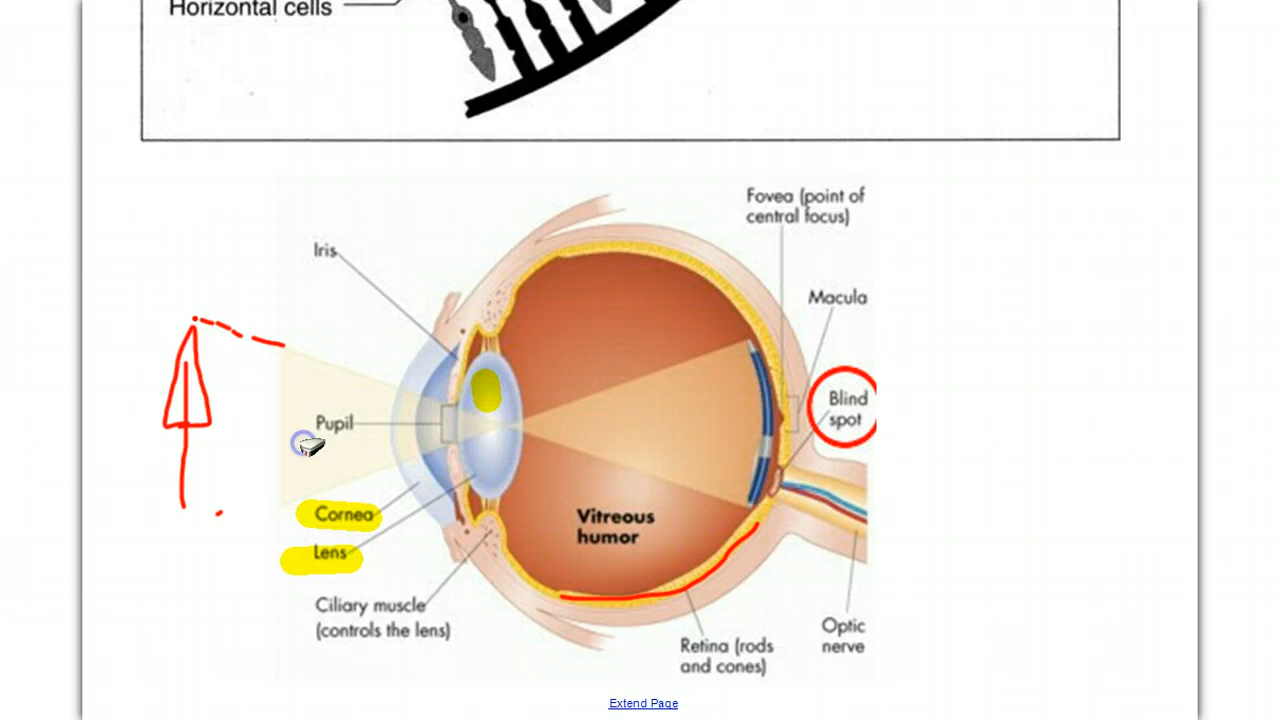 Horizontal cells
Fovea (point of
central focus)
Iris
Macula
Blind
spot
Pupil
Cornea
Vitreous
humor
Lens
Ciliary muscle
(controls the lens)
Optic
nerve
Retina (rods
and cones)
Extend Page